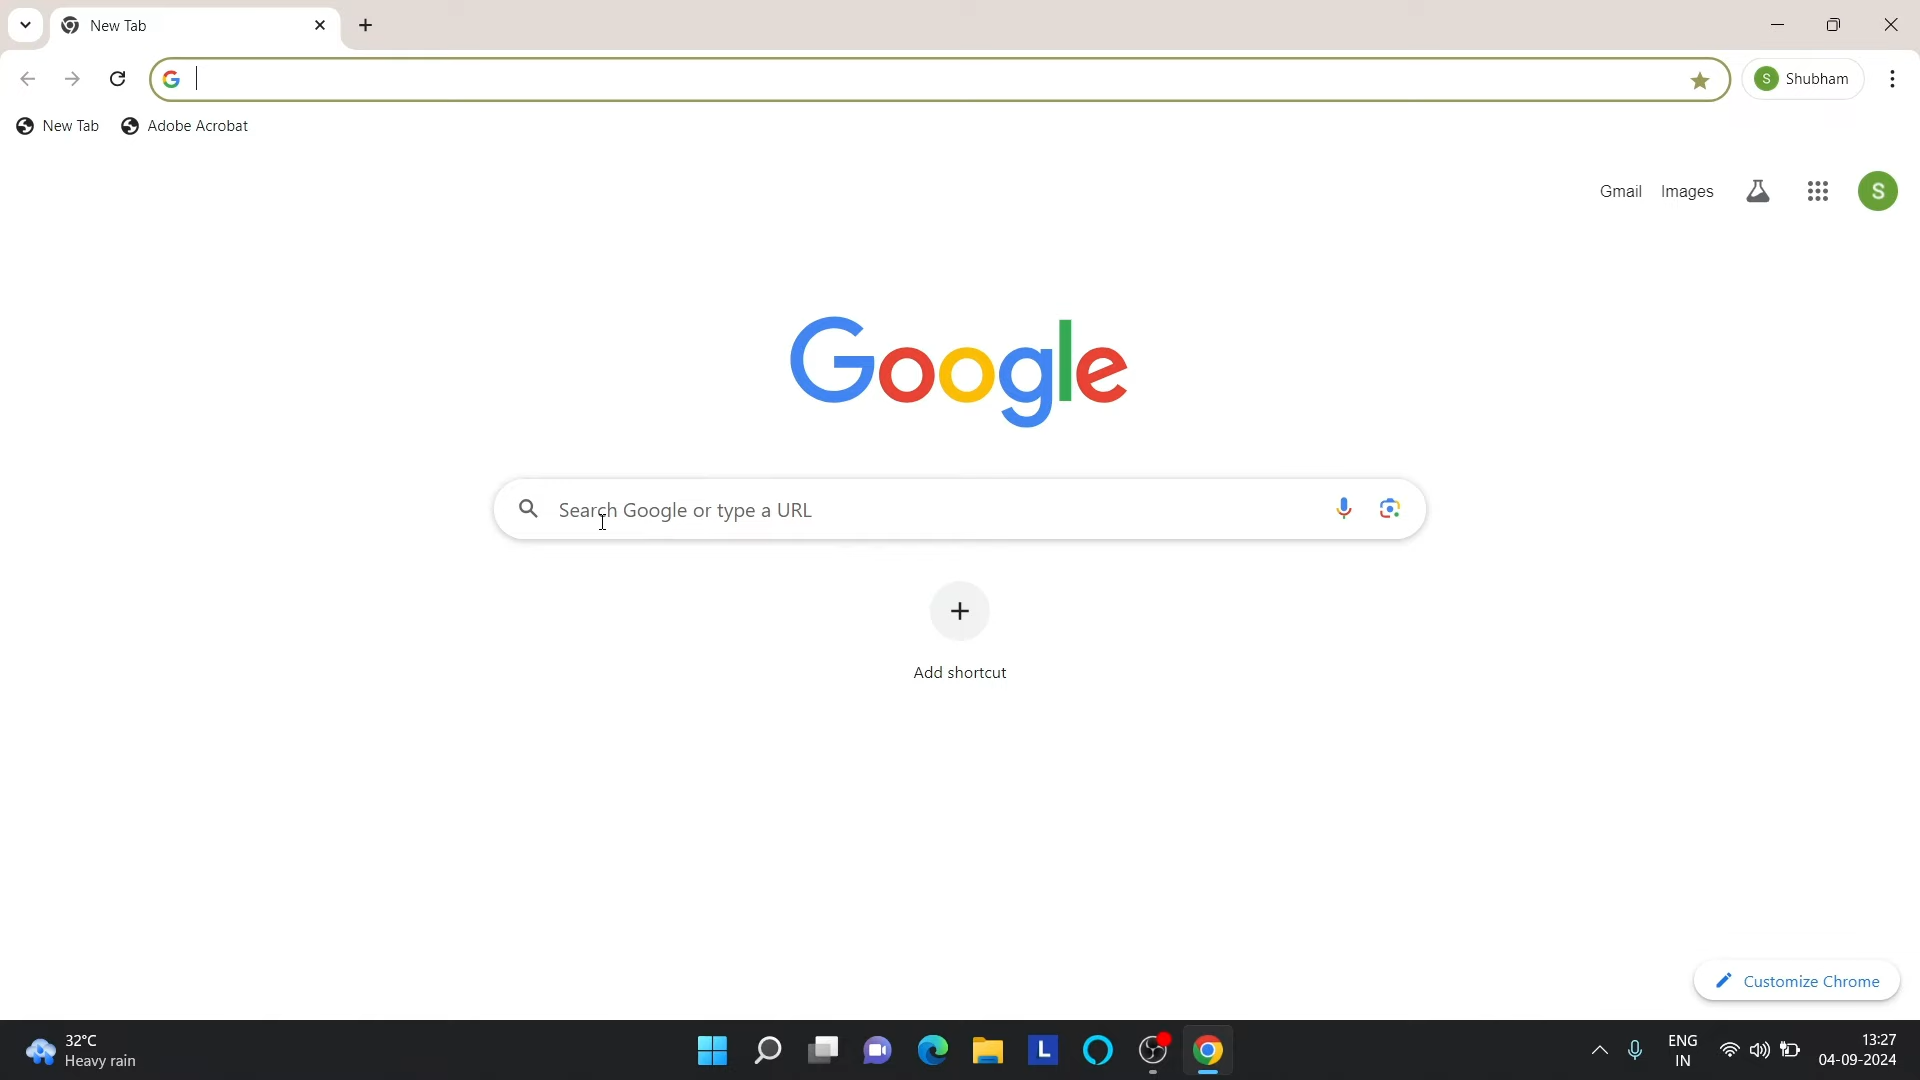 New Tab
S Shubham
New Tab Adobe Acrobat
Gmail Images S
Google
Search Google or type a URL
Add shortcut
Customize Chrome
32°C
Heavy rain
L
ENG
IN
13:27
04-09-2024